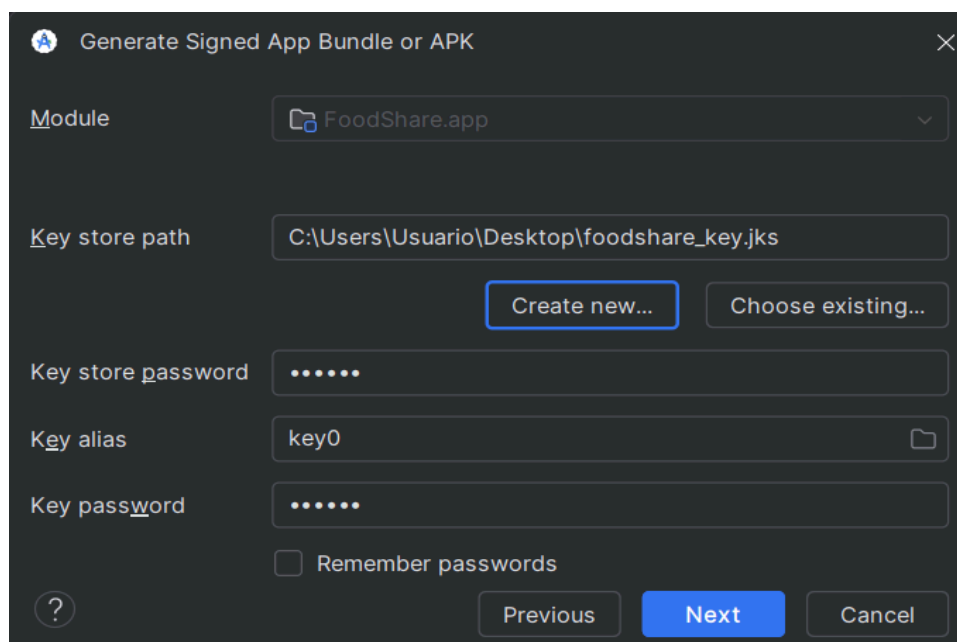 Generate Signed App Bundle or APK
Module
FoodShare.app
Key store path
C:\Users\Usuario\Desktop\foodshare_key.jks
Create new...
Choose existing...
Key store password
••••••
Key alias
key0
Key password
••••••
Remember passwords
?
Previous
Next
Cancel